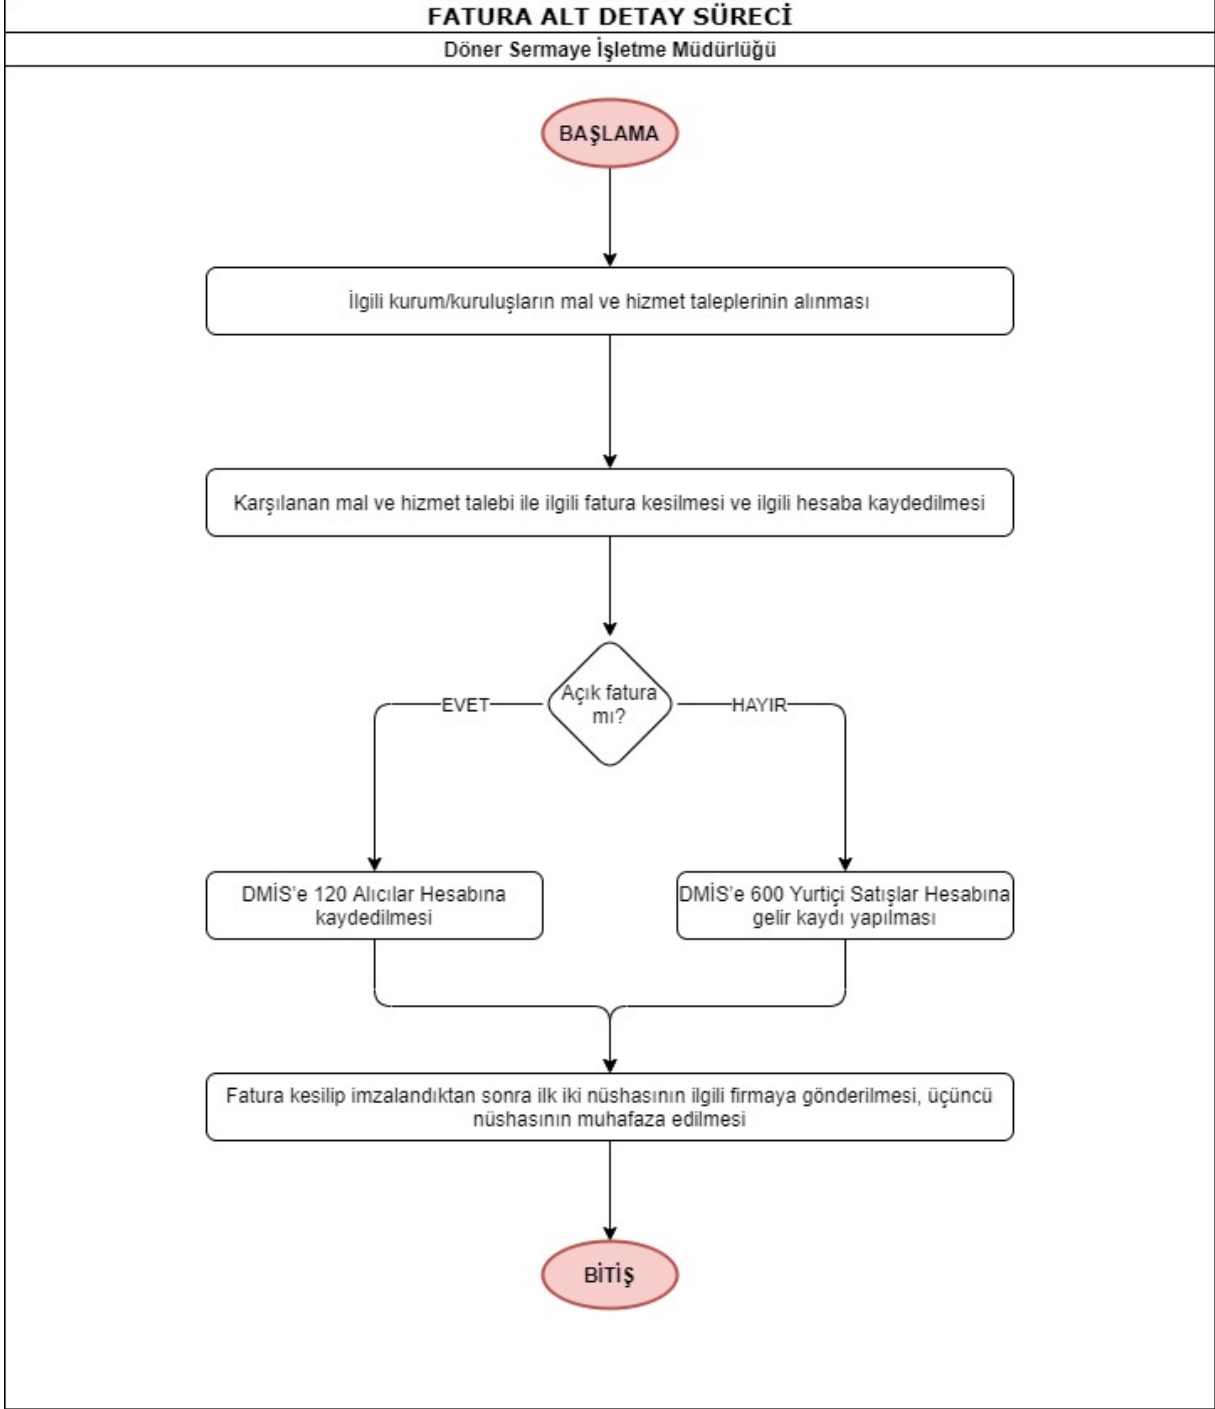 FATURA ALT DETAY SÜRECİ
Döner Sermaye İşletme Müdürlüğü
BAŞLAMA
İlgili kurum/kuruluşların mal ve hizmet taleplerinin alınması
Karşılanan mal ve hizmet talebi ile ilgili fatura kesilmesi ve ilgili hesaba kaydedilmesi
Açık fatura
mı?
EVET
HAYIR
DMİS'e 120 Alıcılar Hesabına
kaydedilmesi
DMİS'e 600 Yurtiçi Satışlar Hesabına
gelir kaydı yapılması
Fatura kesilip imzalandıktan sonra ilk iki nüshasının ilgili firmaya gönderilmesi, üçüncü
nüshasının muhafaza edilmesi
BİTİŞ